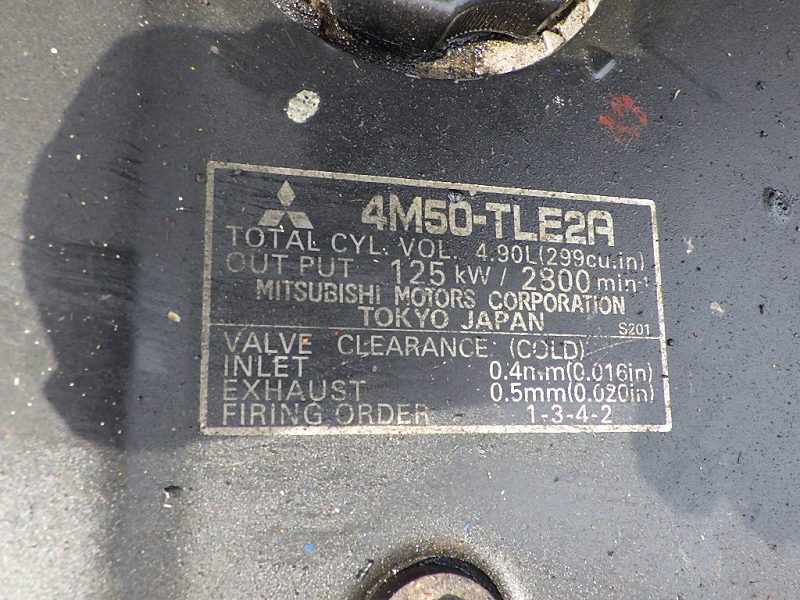 4M50-TLE2A
TOTAL CYL. VOL. 4.90L(299cu.in)
OUT PUT 125 kW / 2800 min-1
MITSUBISHI MOTORS CORPORATION
TOKYO JAPAN
S201
VALVE CLEARANCE (COLD)
INLET 0.4mm(0.016in)
EXHAUST 0.5mm(0.020in)
FIRING ORDER 1-3-4-2